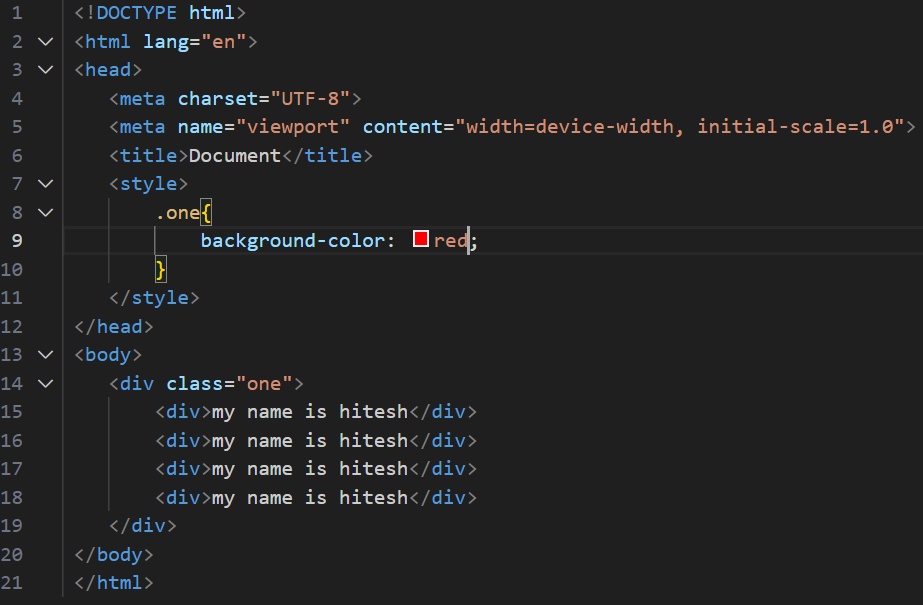 1 <!DOCTYPE html>
2 <html lang="en">
3 <head>
4 <meta charset="UTF-8">
5 <meta name="viewport" content="width=device-width, initial-scale=1.0">
6 <title>Document</title>
7 <style>
8 .one{
9 background-color: red;
10 }
11 </style>
12 </head>
13 <body>
14 <div class="one">
15 <div>my name is hitesh</div>
16 <div>my name is hitesh</div>
17 <div>my name is hitesh</div>
18 <div>my name is hitesh</div>
19 </div>
20 </body>
21 </html>